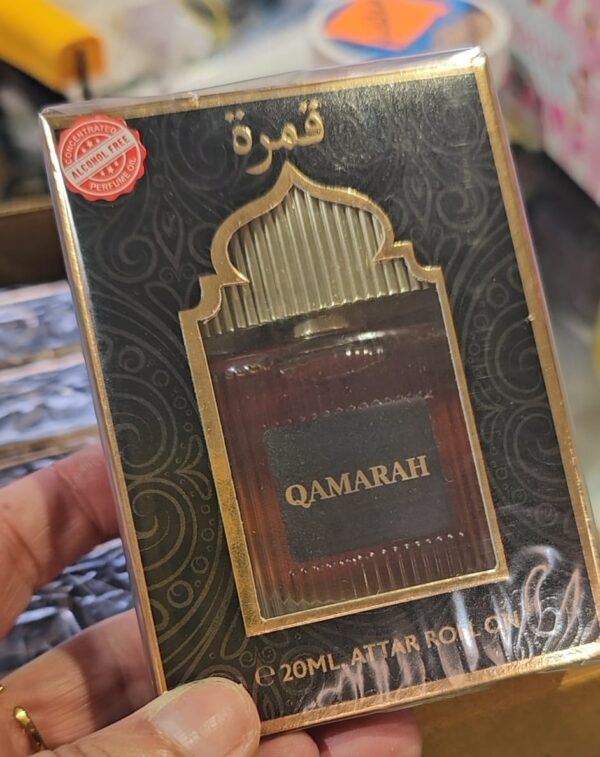 قمرة
CONCENTRATED
ALCOHOL FREE
PERFUME OIL
QAMARAH
℮ 20ML. ATTAR ROLL ON